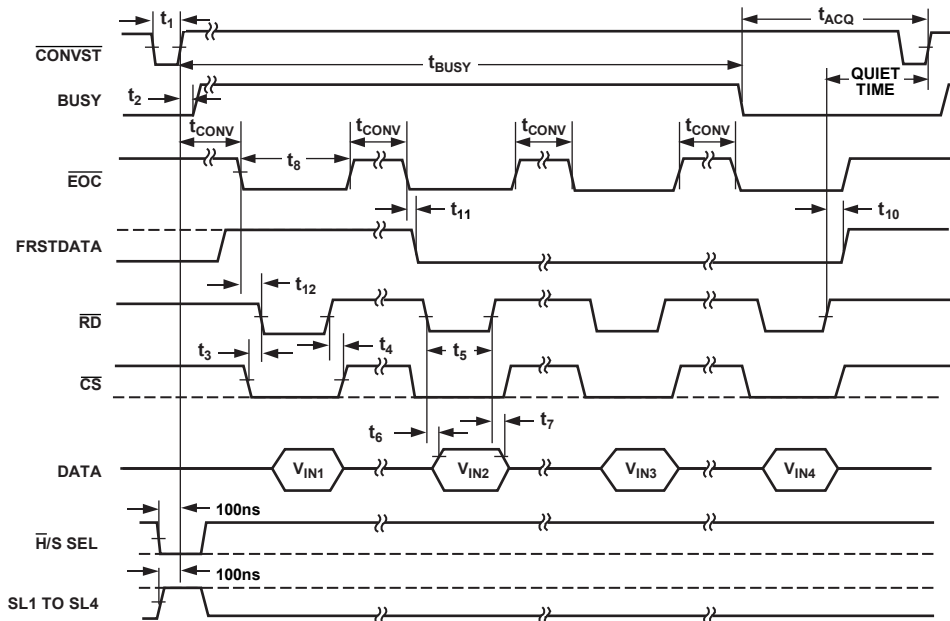 t1
tACQ
CONVST
tBUSY
QUIET
TIME
t2
BUSY
tCONV
t8
tCONV
tCONV
tCONV
EOC
t11
t10
FRSTDATA
t12
RD
t3
t4
t5
CS
t6
t7
DATA
VIN1
VIN2
VIN3
VIN4
100ns
H/S SEL
100ns
SL1 TO SL4